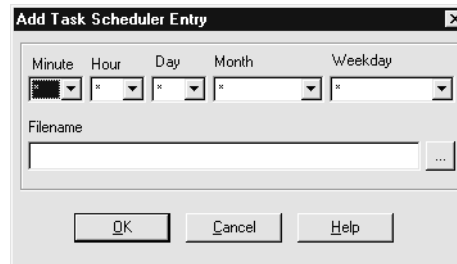 Add Task Scheduler Entry
Minute Hour Day Month Weekday
* * * * *
Filename
...
OK Cancel Help